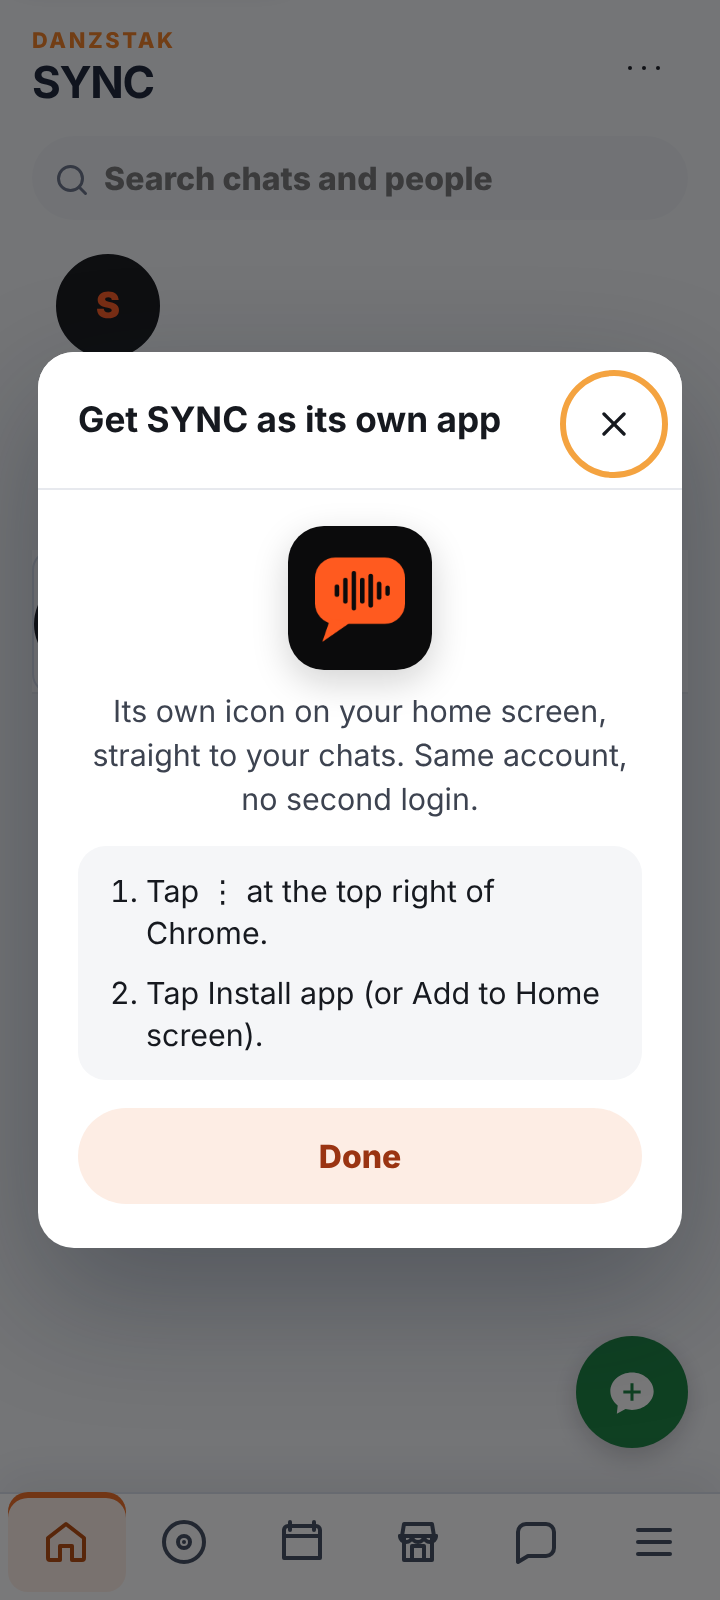 DANZSTAK
SYNC
Search chats and people
S
Get SYNC as its own app
Its own icon on your home screen,
straight to your chats. Same account,
no second login.
1. Tap ⋮ at the top right of
Chrome.
2. Tap Install app (or Add to Home
screen).
Done